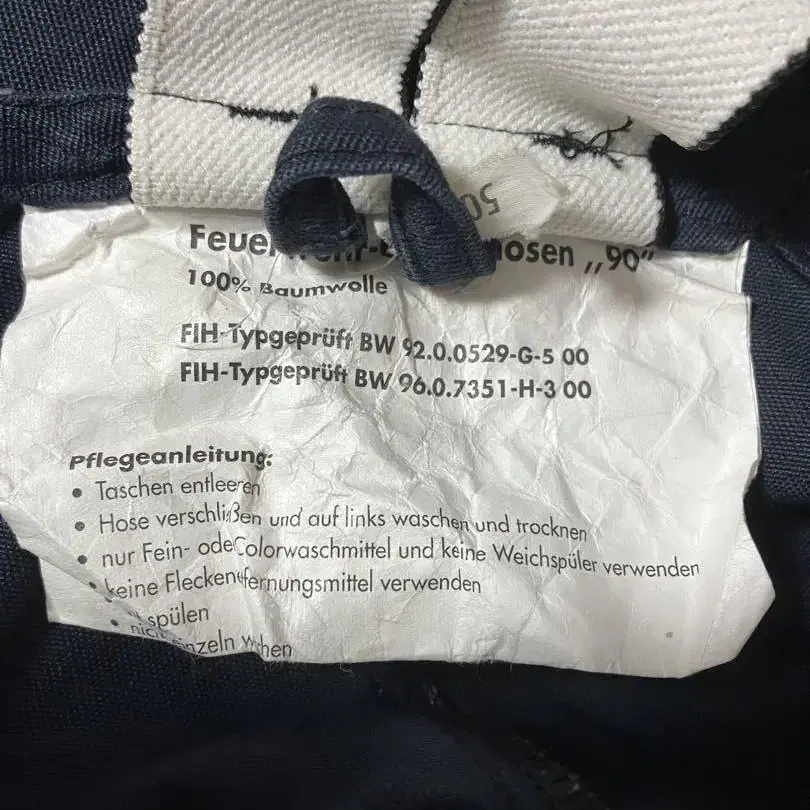 50
hosen „90”
100% Baumwolle
FIH-Typgeprüft BW 92.0.0529-G-5 00
FIH-Typgeprüft BW 96.0.7351-H-3 00
Pflegeanleitung:
• Taschen entleeren
• Hose verschließen und auf links waschen und trocknen
• nur Fein- oder Colorwaschmittel und keine Weichspüler verwenden
• keine verwenden
• spülen
•